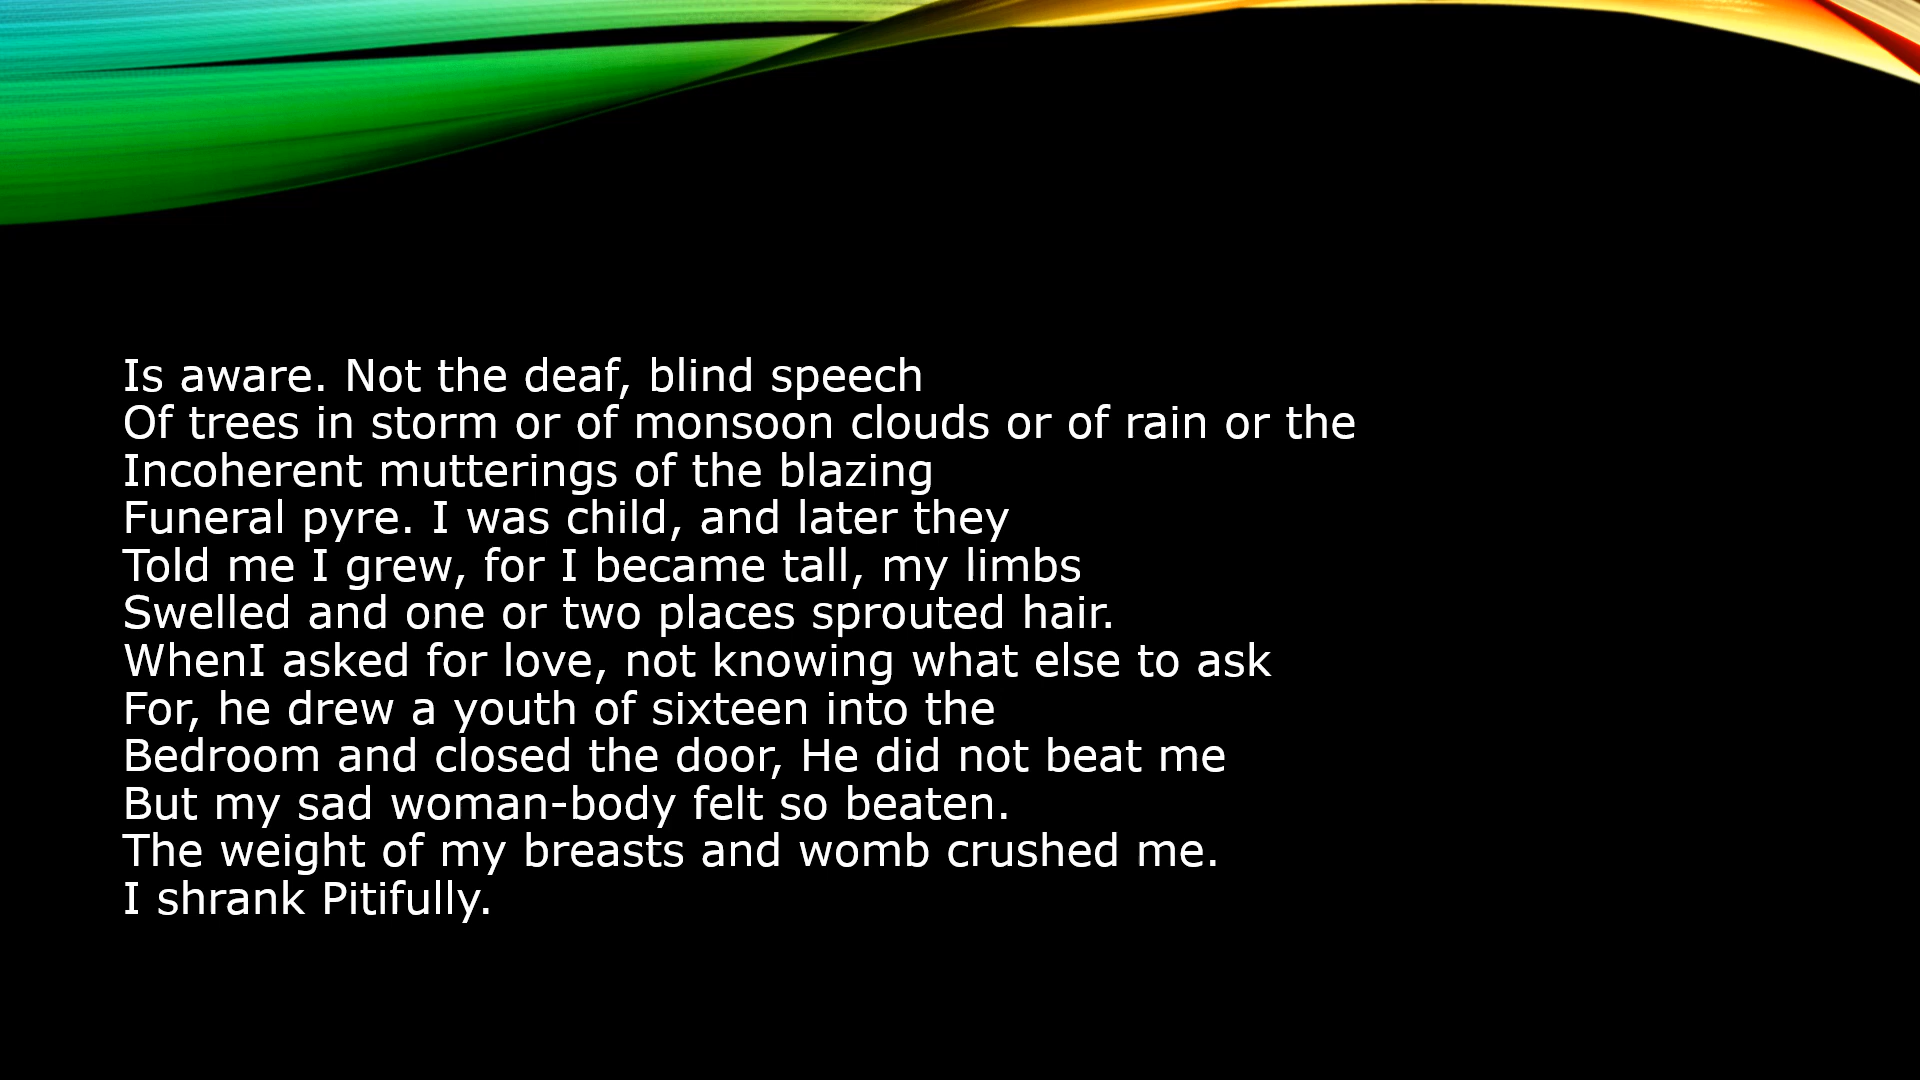 Is aware. Not the deaf, blind speech
Of trees in storm or of monsoon clouds or of rain or the
Incoherent mutterings of the blazing
Funeral pyre. I was child, and later they
Told me I grew, for I became tall, my limbs
Swelled and one or two places sprouted hair.
WhenI asked for love, not knowing what else to ask
For, he drew a youth of sixteen into the
Bedroom and closed the door, He did not beat me
But my sad woman-body felt so beaten.
The weight of my breasts and womb crushed me.
I shrank Pitifully.